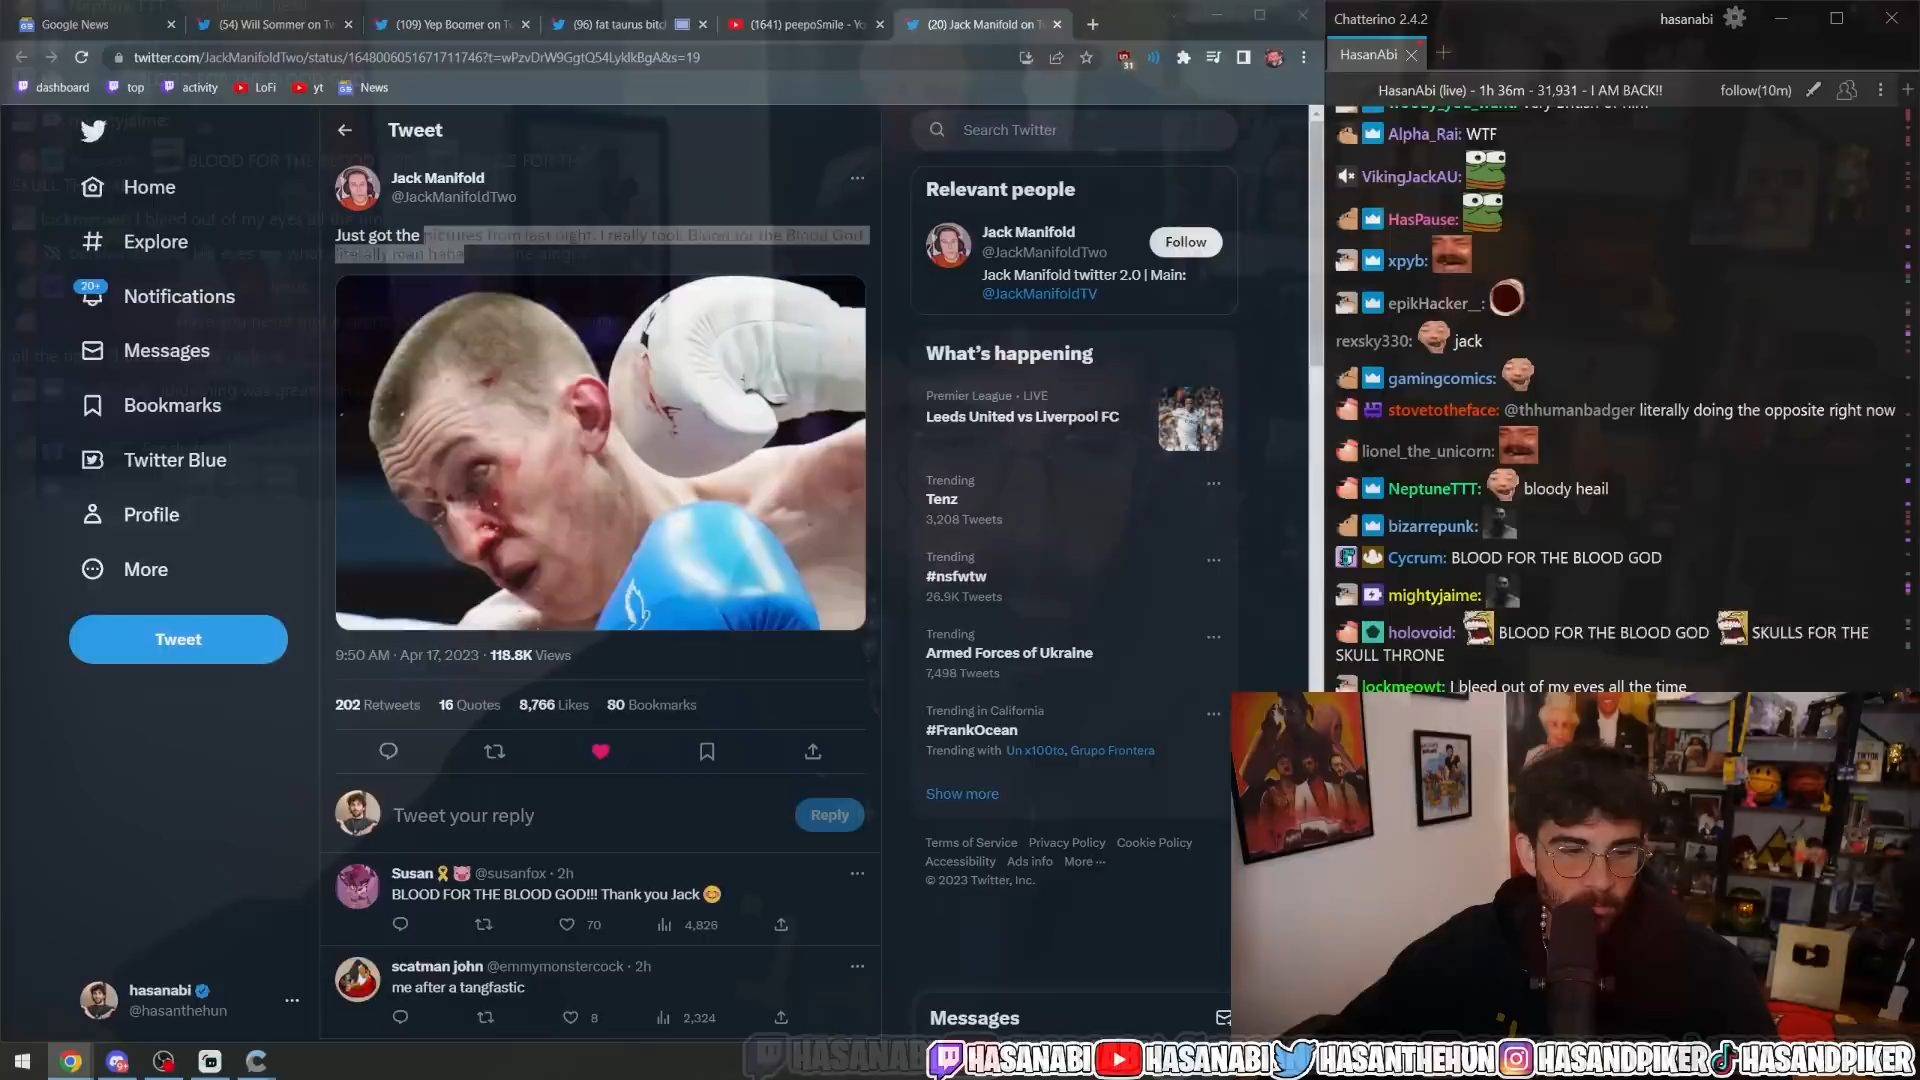 Google News
(54) Will Sommer on Tw
(109) Yep Boomer on Tw
(96) fat taurus bitc
(1641) peepoSmile - Yo
(20) Jack Manifold on T
twitter.com/JackManifoldTwo/status/1648006051671711746?t=wPzvDrW9GgtQ54LyklkBgA&s=19
31
dashboard
top
activity
LoFi
yt
News
Home
Explore
20+
Notifications
Messages
Bookmarks
Twitter Blue
Profile
More
Tweet
hasanabi
@hasanthehun
Tweet
Jack Manifold
@JackManifoldTwo
Just got the pictures from last night. I really took Blood for the Blood God
literally man haha
9:50 AM · Apr 17, 2023 · 118.8K Views
202 Retweets 16 Quotes 8,766 Likes 80 Bookmarks
Tweet your reply
Reply
Susan @susanfox · 2h
BLOOD FOR THE BLOOD GOD!!! Thank you Jack
70
4,826
scatman john @emmymonstercock · 2h
me after a tangfastic
8
2,324
Search Twitter
Relevant people
Jack Manifold
@JackManifoldTwo
Follow
Jack Manifold twitter 2.0 | Main:
@JackManifoldTV
What's happening
Premier League · LIVE
Leeds United vs Liverpool FC
Trending
Tenz
3,208 Tweets
Trending
#nsfwtw
26.9K Tweets
Trending
Armed Forces of Ukraine
7,498 Tweets
Trending in California
#FrankOcean
Trending with Un x100to, Grupo Frontera
Show more
Terms of Service Privacy Policy Cookie Policy
Accessibility Ads info More ···
© 2023 Twitter, Inc.
Messages
Chatterino 2.4.2
hasanabi
HasanAbi
HasanAbi (live) - 1h 36m - 31,931 - I AM BACK!!
follow(10m)
Alpha_Rai: WTF
VikingJackAU:
HasPause:
xpyb:
epikHacker__:
rexsky330: jack
gamingcomics:
stovetotheface: @thhumanbadger literally doing the opposite right now
lionel_the_unicorn:
NeptuneTTT: bloody heail
bizarrepunk:
Cycrum: BLOOD FOR THE BLOOD GOD
mightyjaime:
holovoid: BLOOD FOR THE BLOOD GOD SKULLS FOR THE
SKULL THRONE
lockmeowt: I bleed out of my eyes all the time
HASANABI
HASANABI
HASANTHEHUN
HASANDPIKER
HASANDPIKER